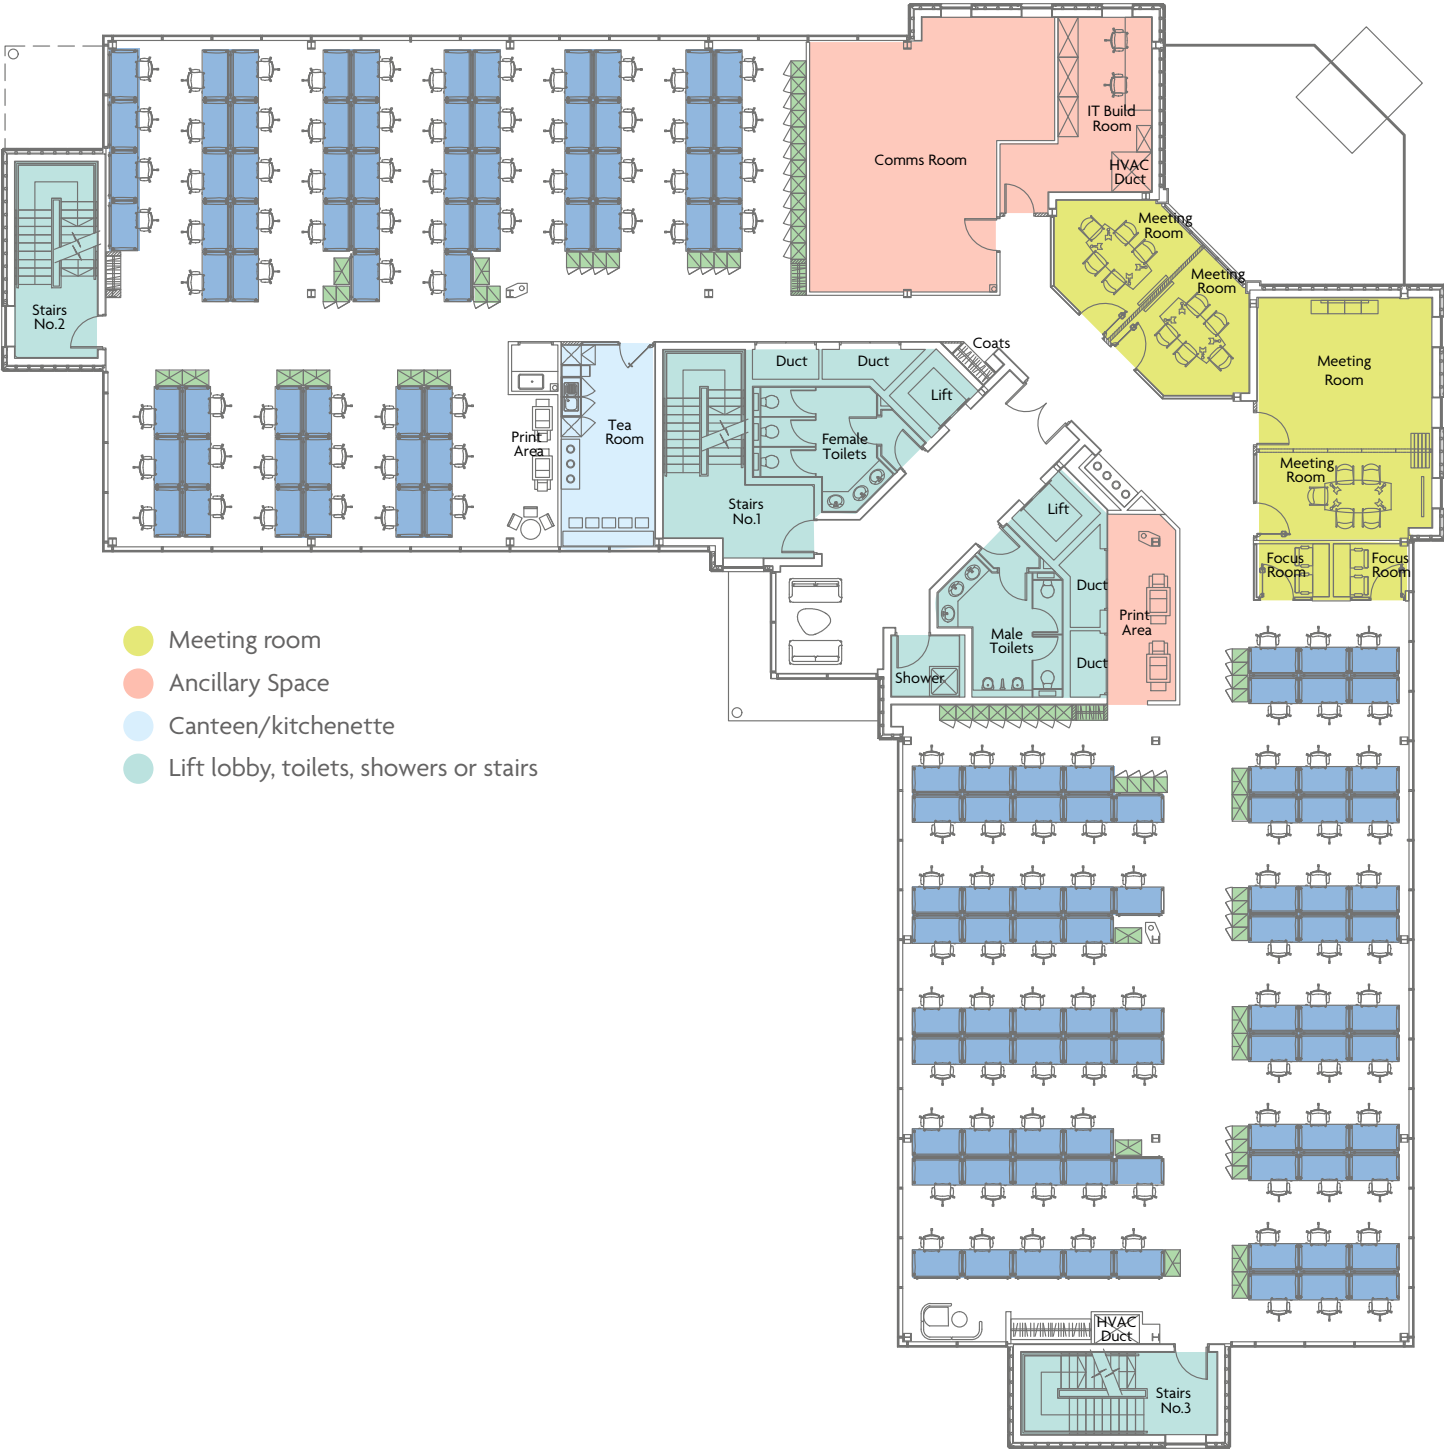 IT Build
Room
Comms Room
HVAC
Duct
Meeting
Room
Meeting
Room
Stairs
No.2
Coats
Duct
Duct
Lift
Meeting
Room
Print
Area
Tea
Room
Female
Toilets
Meeting
Room
Stairs
No.1
Lift
Focus
Room
Focus
Room
Duct
Print
Area
Male
Toilets
Duct
Shower
Meeting room
Ancillary Space
Canteen/kitchenette
Lift lobby, toilets, showers or stairs
HVAC
Duct
Stairs
No.3